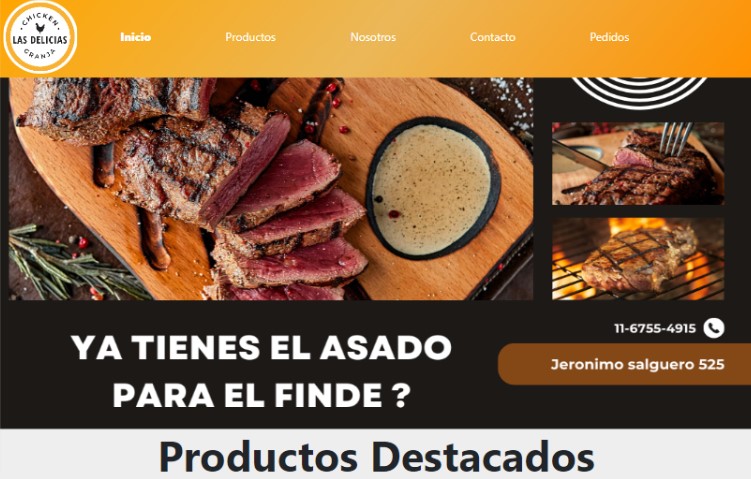 CHICKEN
LAS DELICIAS
GRANJA
Inicio
Productos
Nosotros
Contacto
Pedidos
11-6755-4915
YA TIENES EL ASADO
PARA EL FINDE ?
Jeronimo salguero 525
Productos Destacados